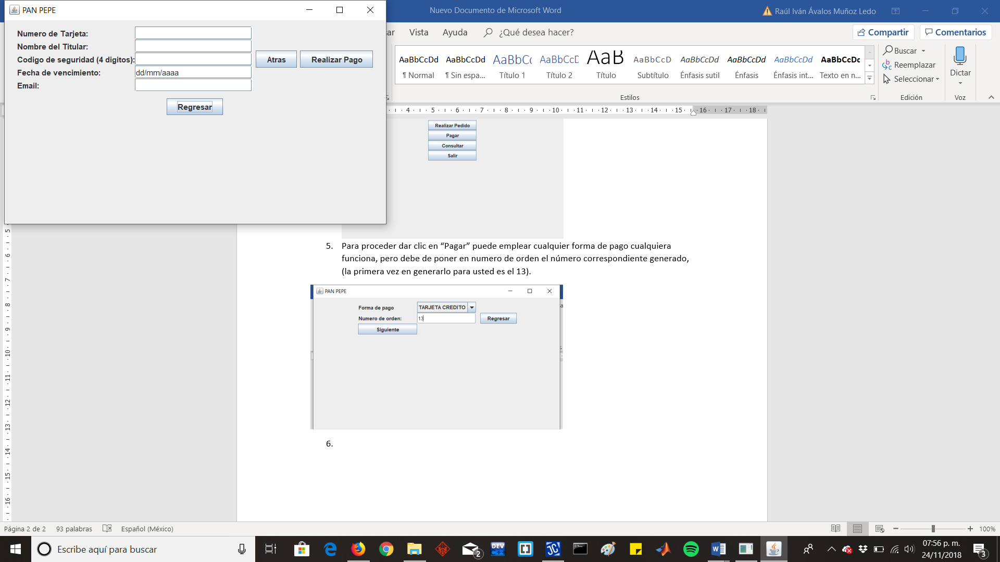 PAN PEPE
Numero de Tarjeta:
Nombre del Titular:
Codigo de seguridad (4 digitos):
Fecha de vencimiento:
dd/mm/aaaa
Email:
Atras
Realizar Pago
Regresar
Nuevo Documento de Microsoft Word
Raúl Iván Ávalos Muñoz Ledo
ar
Vista
Ayuda
¿Qué desea hacer?
Compartir
Comentarios
AaBbCcDd
AaBbCcDd
AaBbCc
AaBbCcD
AaB
AaBbCcD
AaBbCcDd
AaBbCcDd
AaBbCcDd
AaBbCcDc
¶ Normal
¶ Sin espa...
Título 1
Título 2
Título
Subtítulo
Énfasis sutil
Énfasis
Énfasis int...
Texto en n...
Estilos
Buscar
Reemplazar
Seleccionar
Edición
Dictar
Voz
4 5 6 7 8 9 10 11 12 13 14 15 16 17 18
5 6 7 8 9 10 11 12 13 14 15 16
Realizar Pedido
Pagar
Consultar
Salir
5. Para proceder dar clic en “Pagar” puede emplear cualquier forma de pago cualquiera
funciona, pero debe de poner en numero de orden el número correspondiente generado,
(la primera vez en generarlo para usted es el 13).
PAN PEPE
Forma de pago
TARJETA CREDITO
Numero de orden:
13
Regresar
Siguiente
6.
Página 2 de 2
93 palabras
Español (México)
100%
Escribe aquí para buscar
2
DEV
C++
JC
07:56 p. m.
24/11/2018
3